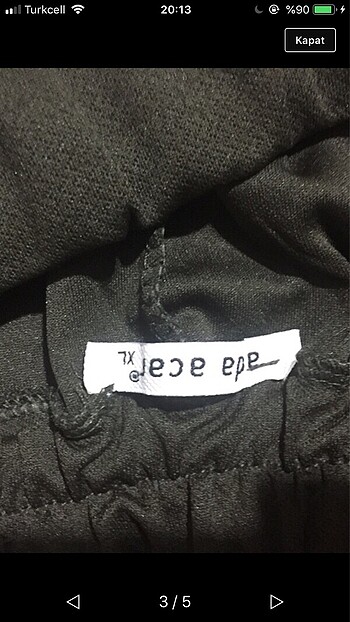 Turkcell 20:13 %90
Kapat
ada acar® XL
3 / 5